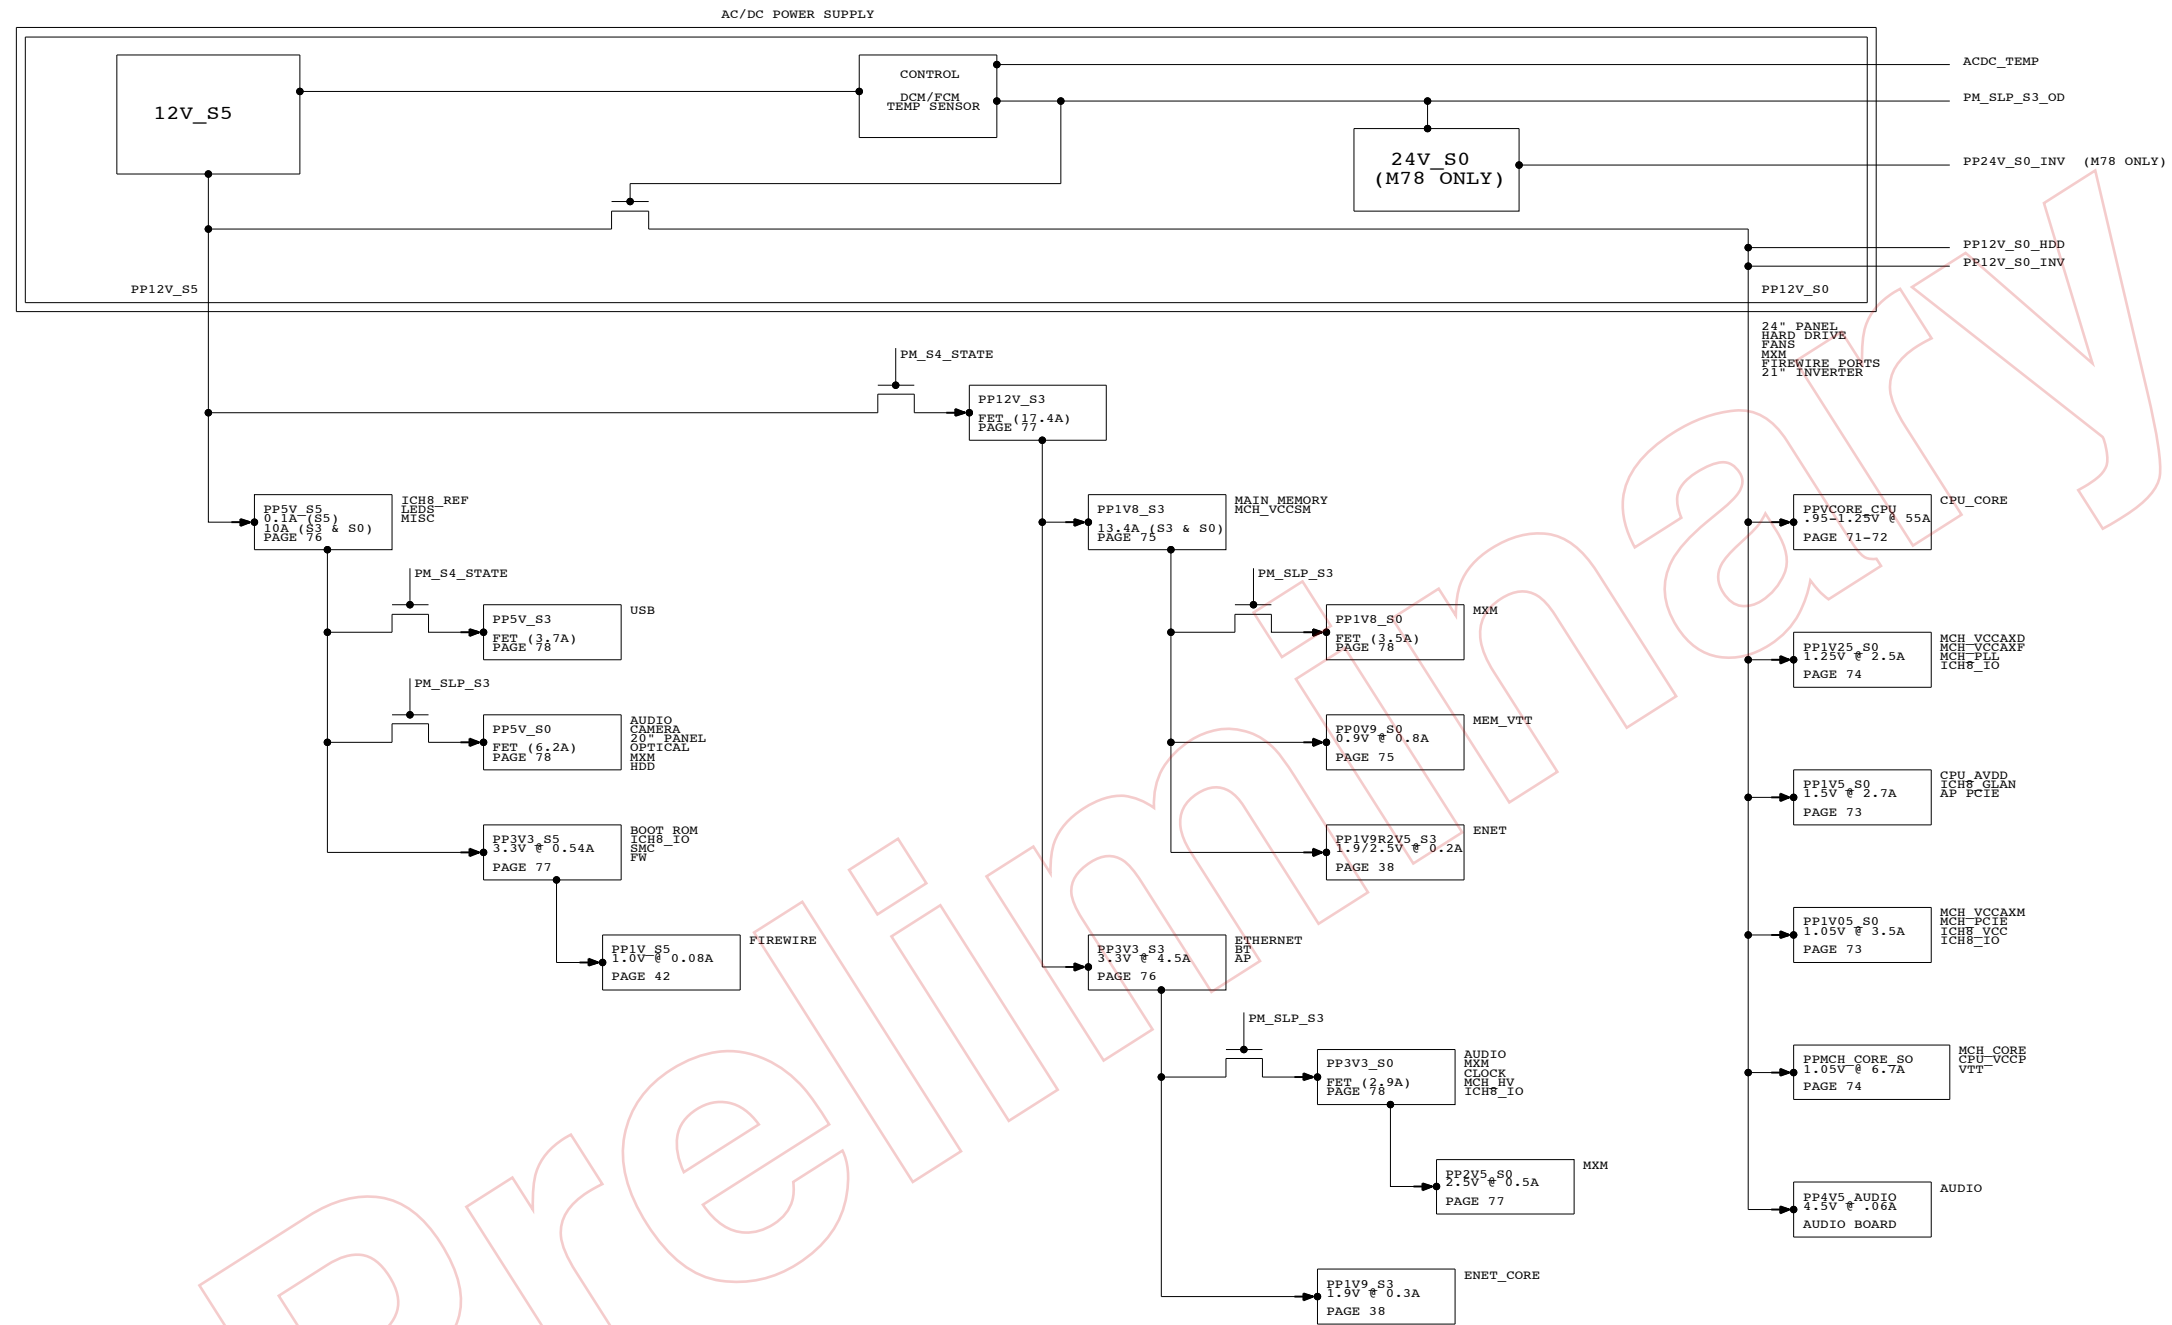 AC/DC POWER SUPPLY
12V_S5
CONTROL
DCM/FCM
TEMP SENSOR
ACDC_TEMP
PM_SLP_S3_OD
24V_S0
(M78 ONLY)
PP24V_S0_INV (M78 ONLY)
PP12V_S0_HDD
PP12V_S0_INV
PP12V_S5
PP12V_S0
24" PANEL
HARD DRIVE
FANS
MXM
FIREWIRE PORTS
21" INVERTER
PM_S4_STATE
PP12V_S3
FET (17.4A)
PAGE 77
PP5V_S5
0.1A (S5)
10A (S3 & S0)
PAGE 76
ICH8_REF
LEDS
MISC
PM_S4_STATE
PP5V_S3
FET (3.7A)
PAGE 78
USB
PM_SLP_S3
PP5V_S0
FET (6.2A)
PAGE 78
AUDIO
CAMERA
20" PANEL
OPTICAL
MXM
HDD
PP3V3_S5
3.3V @ 0.54A
PAGE 77
BOOT ROM
ICH8_IO
SMC
FW
PP1V_S5
1.0V @ 0.08A
PAGE 42
FIREWIRE
PP1V8_S3
13.4A (S3 & S0)
PAGE 75
MAIN_MEMORY
MCH_VCCSM
PM_SLP_S3
PP1V8_S0
FET (3.5A)
PAGE 78
MXM
PP0V9_S0
0.9V @ 0.8A
PAGE 75
MEM_VTT
PP1V9R2V5_S3
1.9/2.5V @ 0.2A
PAGE 38
ENET
PP3V3_S3
3.3V @ 4.5A
PAGE 76
ETHERNET
BT
AP
PM_SLP_S3
PP3V3_S0
FET (2.9A)
PAGE 78
AUDIO
MXM
CLOCK
MCH_HV
ICH8_IO
PP2V5_S0
2.5V @ 0.5A
PAGE 77
MXM
PP1V9_S3
1.9V @ 0.3A
PAGE 38
ENET_CORE
PPVCORE_CPU
.95-1.25V @ 55A
PAGE 71-72
CPU_CORE
PP1V25_S0
1.25V @ 2.5A
PAGE 74
MCH_VCCAXD
MCH_VCCAXF
MCH_PLL
ICH8_IO
PP1V5_S0
1.5V @ 2.7A
PAGE 73
CPU_AVDD
ICH8_GLAN
AP_PCIE
PP1V05_S0
1.05V @ 3.5A
PAGE 73
MCH_VCCAXM
MCH_PCIE
ICH8_VCC
ICH8_IO
PPMCH_CORE_SO
1.05V @ 6.7A
PAGE 74
MCH_CORE
CPU_VCCP
VTT
PP4V5_AUDIO
4.5V @ .06A
AUDIO BOARD
AUDIO
Preliminary